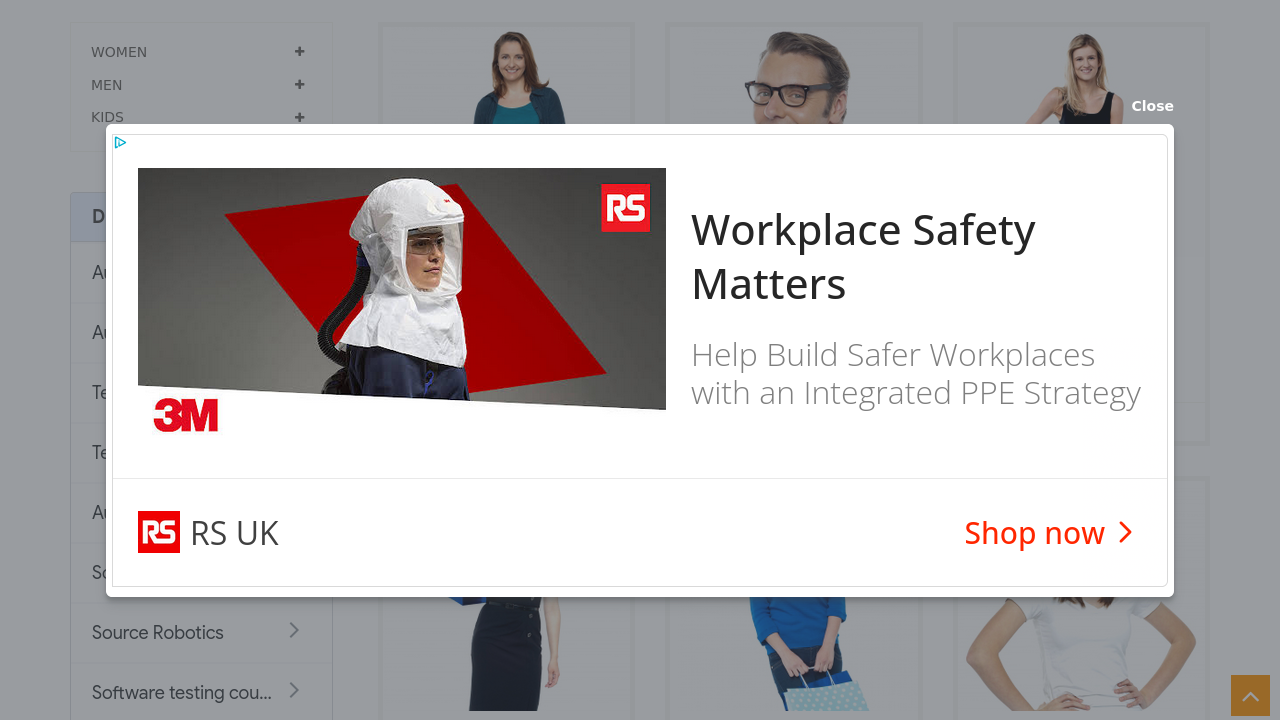 WOMEN
MEN
KIDS
Close
RS
Workplace Safety
Matters
Help Build Safer Workplaces
with an Integrated PPE Strategy
3M
RS
RS UK
Shop now
Source Robotics
Software testing cou...